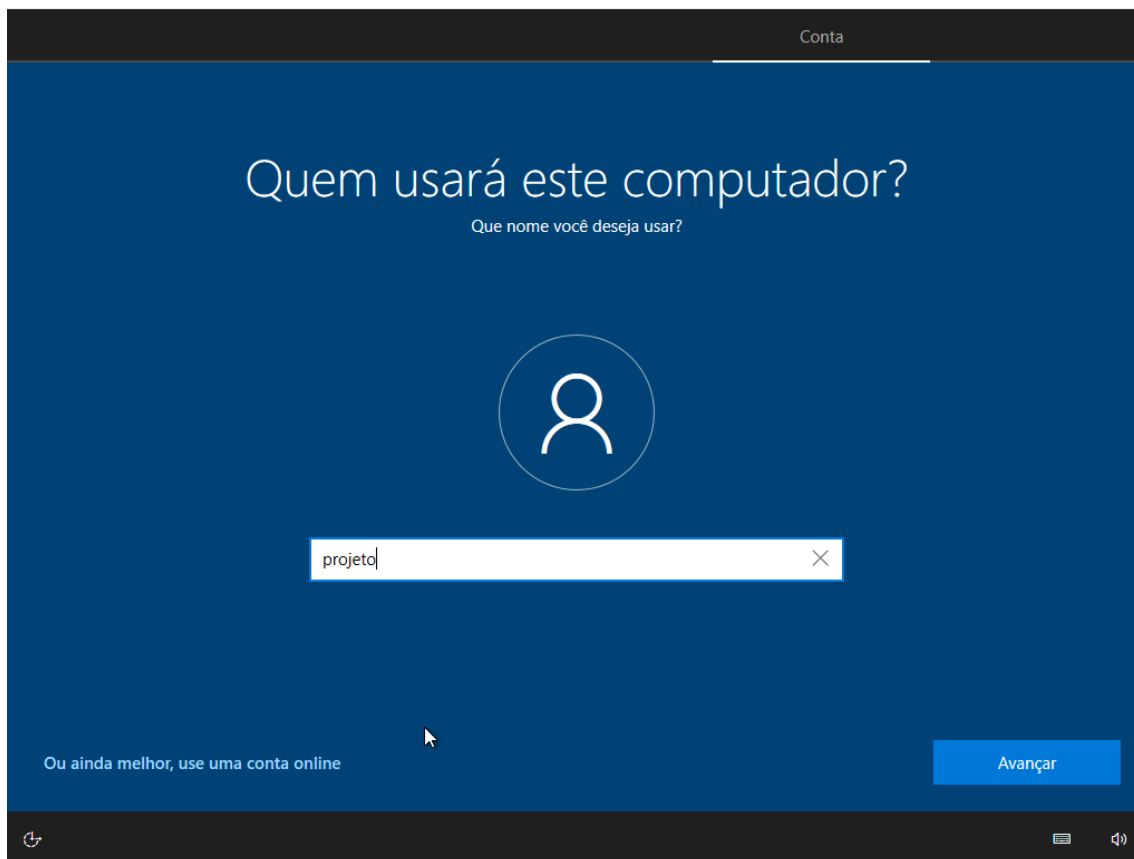 Conta
Quem usará este computador?
Que nome você deseja usar?
projeto
Ou ainda melhor, use uma conta online
Avançar